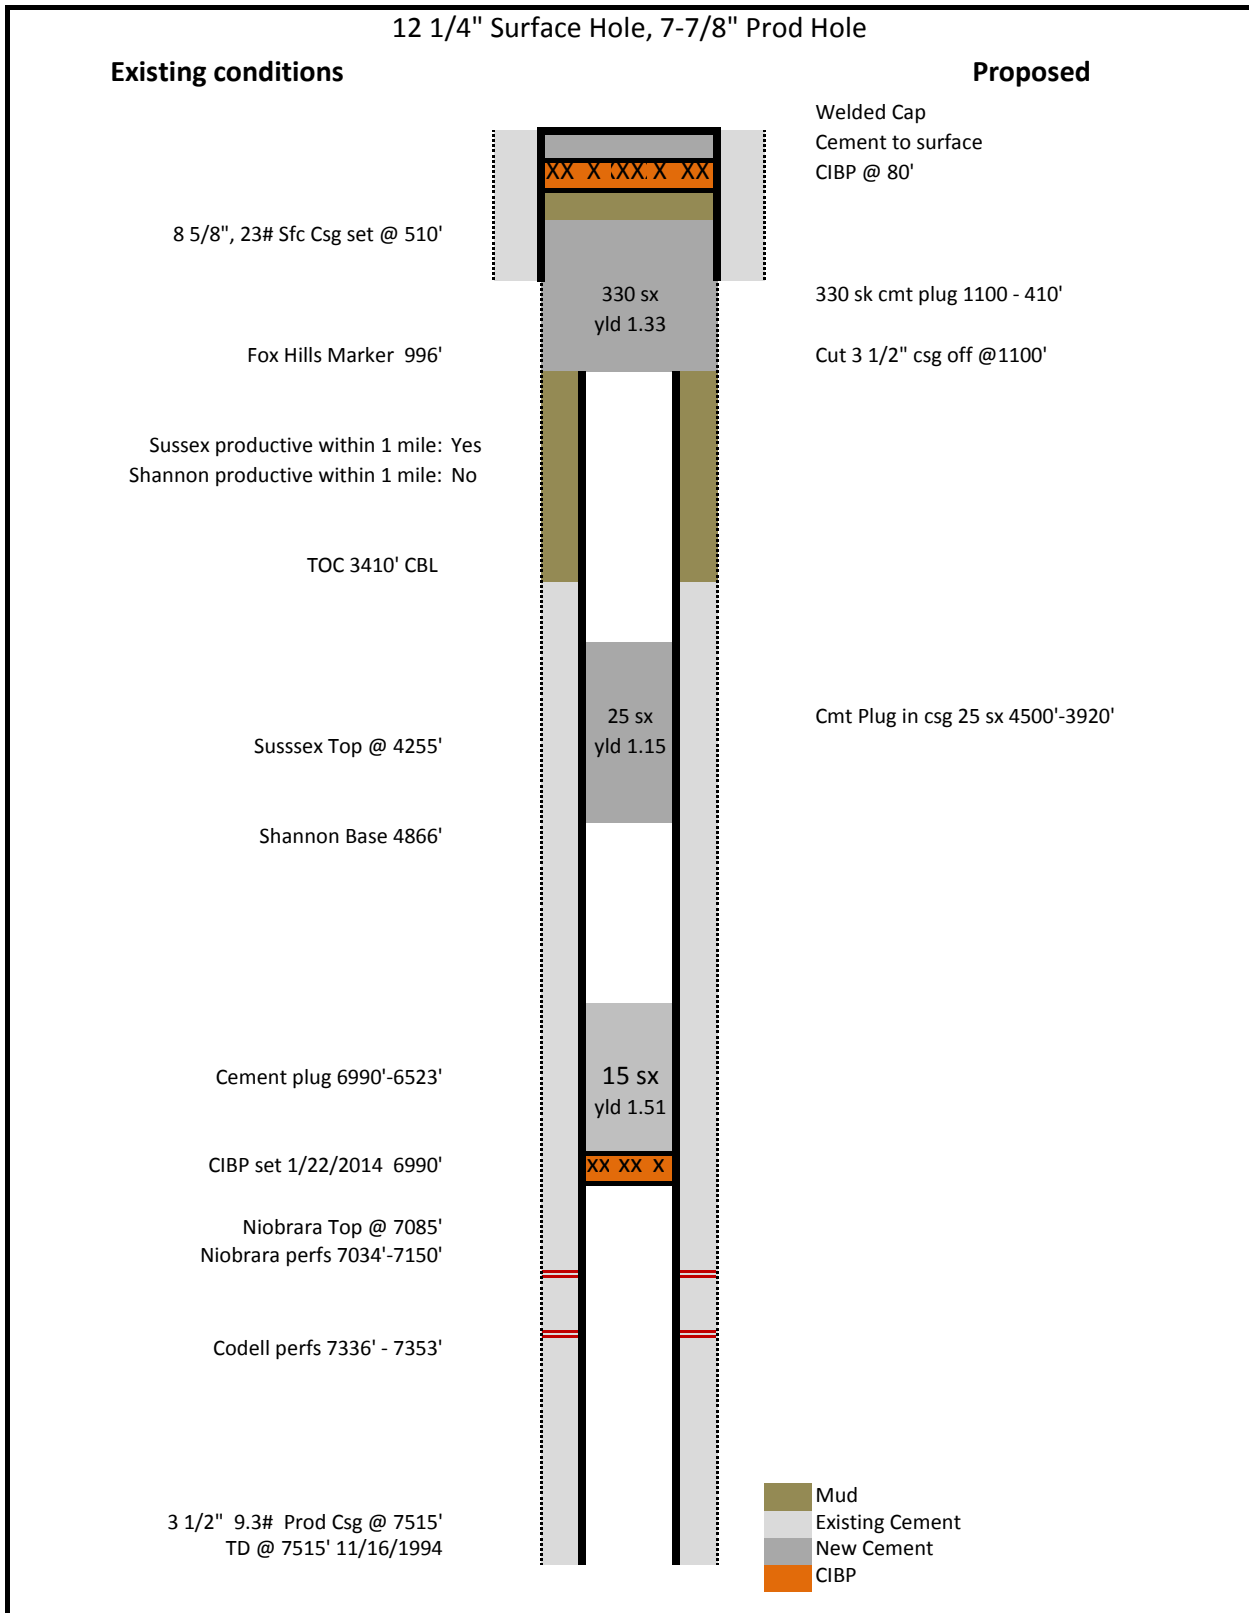 12 1/4" Surface Hole, 7-7/8" Prod Hole
Existing conditions
Proposed
Welded Cap
Cement to surface
XX X XXX X XX
CIBP @ 80'
8 5/8", 23# Sfc Csg set @ 510'
330 sx
yld 1.33
330 sk cmt plug 1100 - 410'
Fox Hills Marker 996'
Cut 3 1/2" csg off @1100'
Sussex productive within 1 mile: Yes
Shannon productive within 1 mile: No
TOC 3410' CBL
25 sx
yld 1.15
Cmt Plug in csg 25 sx 4500'-3920'
Susssex Top @ 4255'
Shannon Base 4866'
Cement plug 6990'-6523'
15 sx
yld 1.51
CIBP set 1/22/2014 6990'
XX XX X
Niobrara Top @ 7085'
Niobrara perfs 7034'-7150'
Codell perfs 7336' - 7353'
3 1/2" 9.3# Prod Csg @ 7515'
TD @ 7515' 11/16/1994
Mud
Existing Cement
New Cement
CIBP